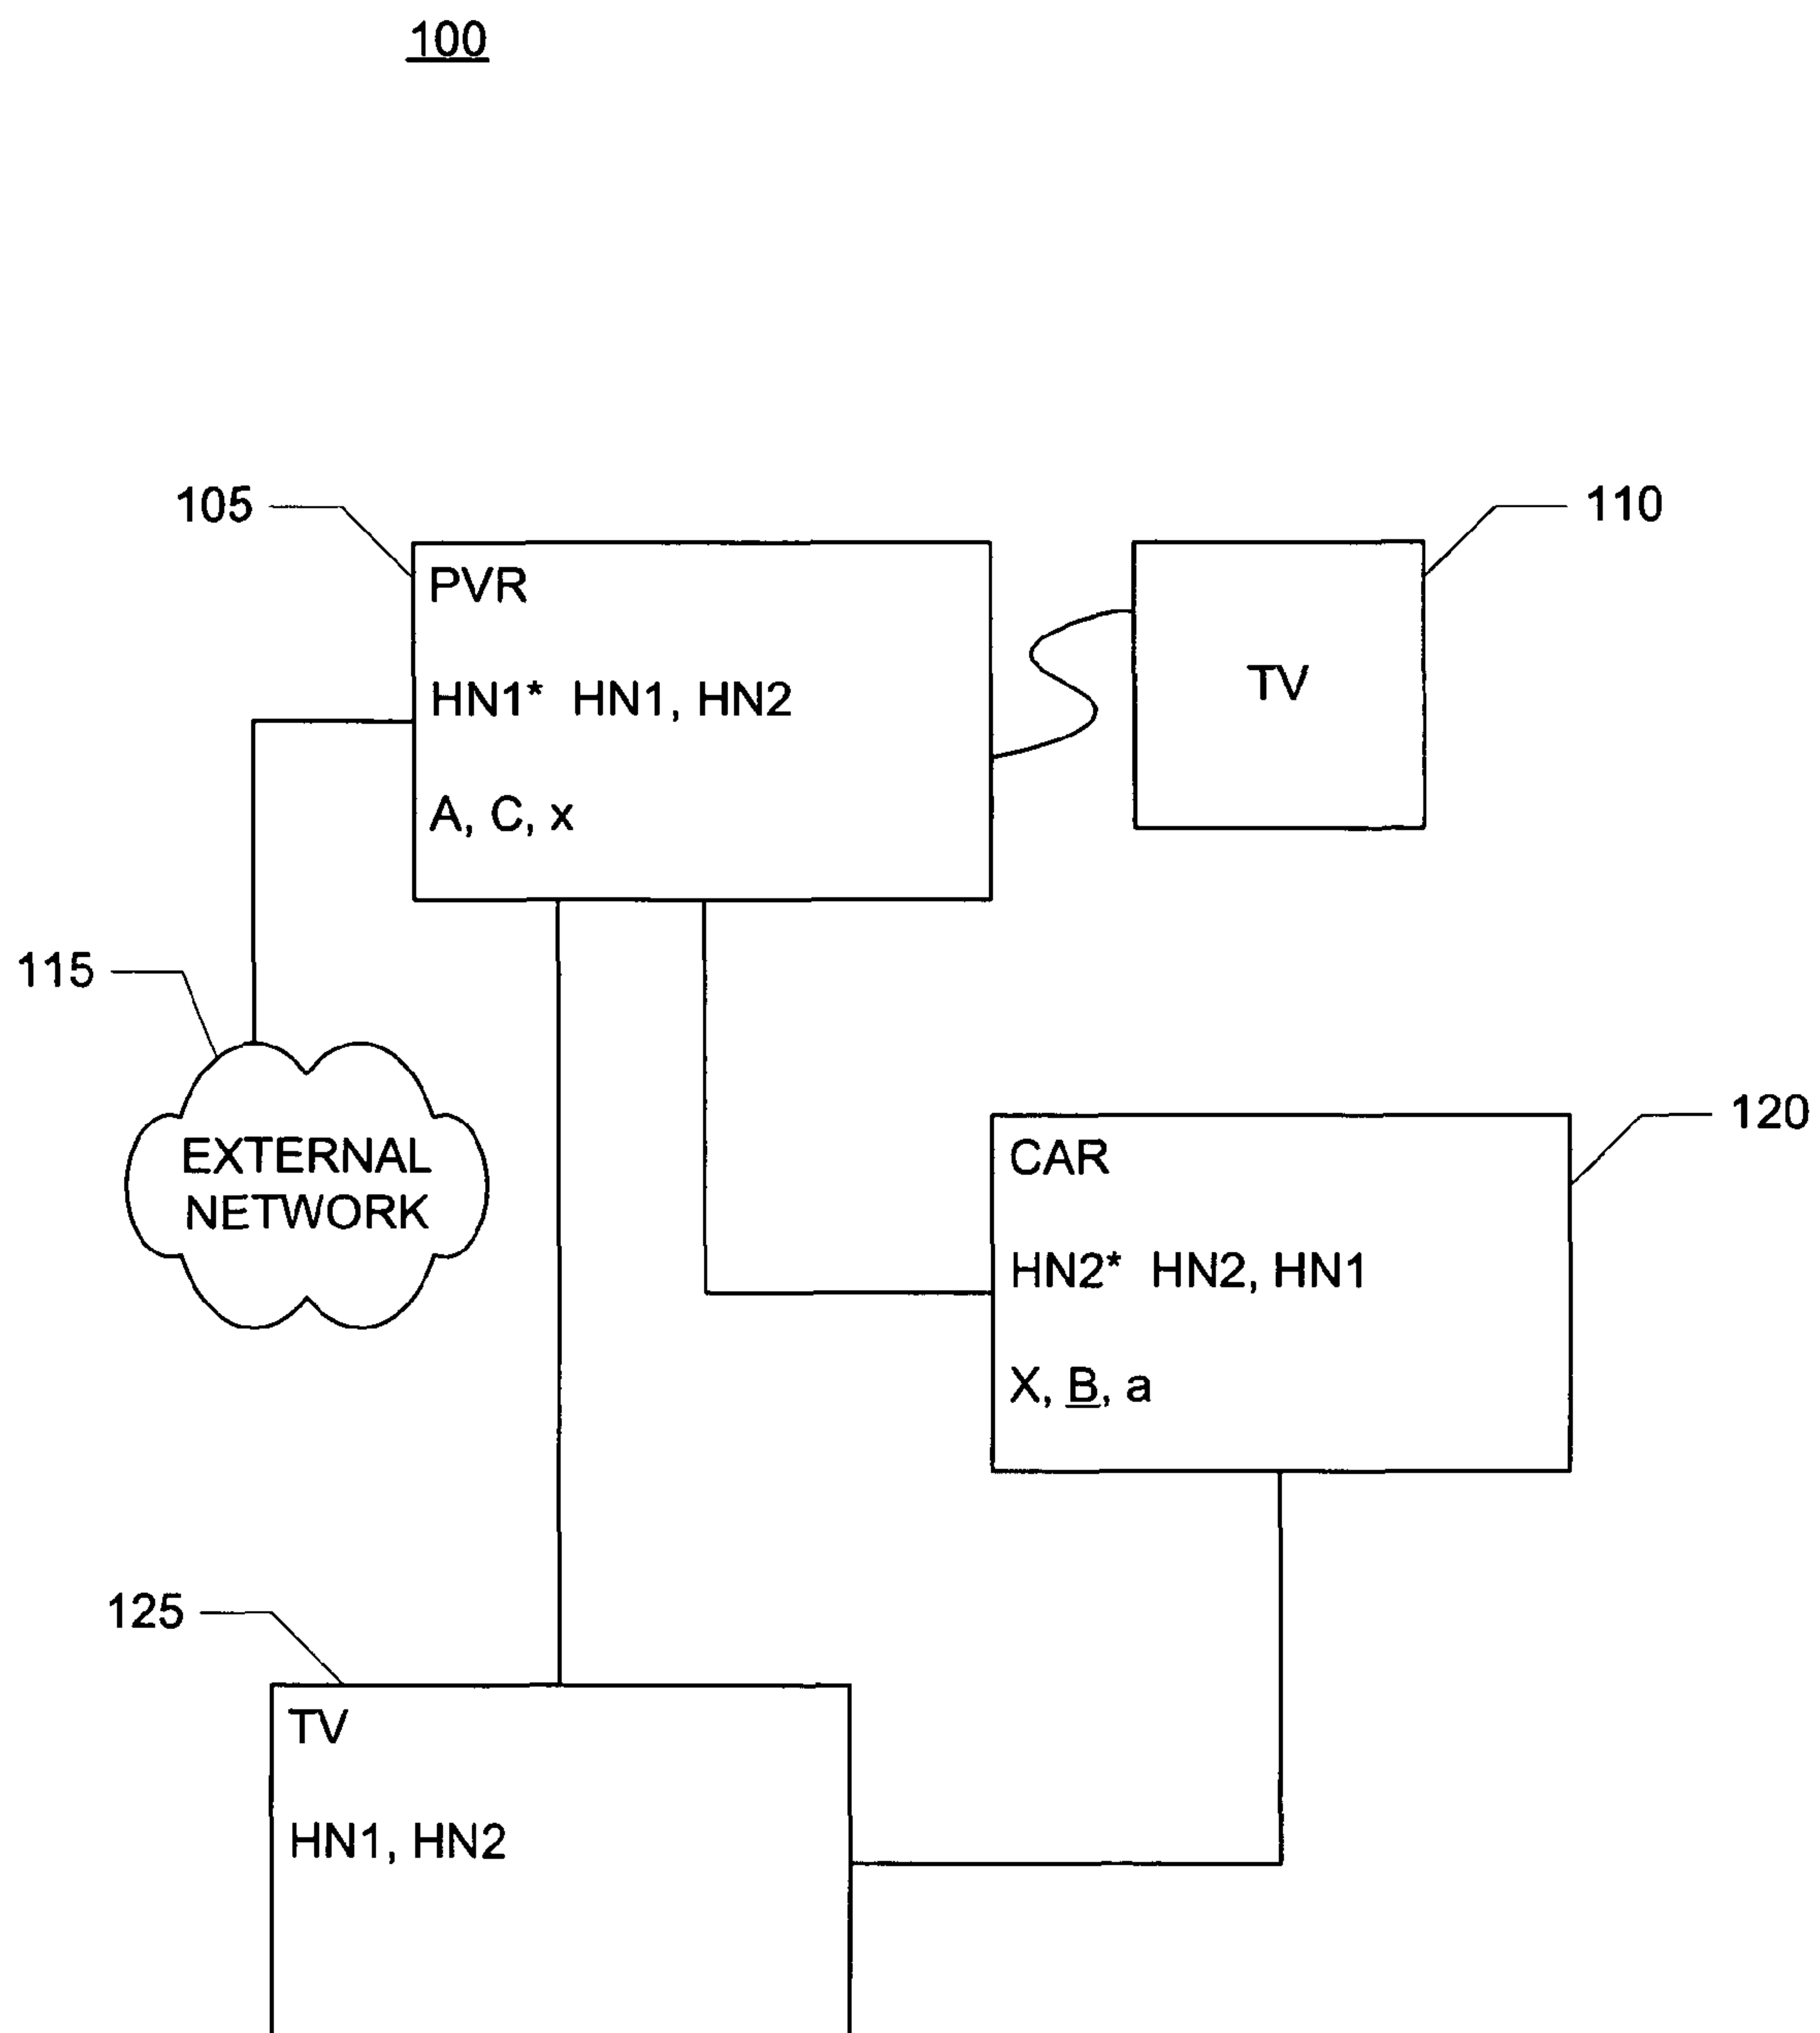 100
105
110
PVR
TV
HN1* HN1, HN2
A, C, x
115
EXTERNAL
NETWORK
120
CAR
HN2* HN2, HN1
X, B, a
125
TV
HN1, HN2